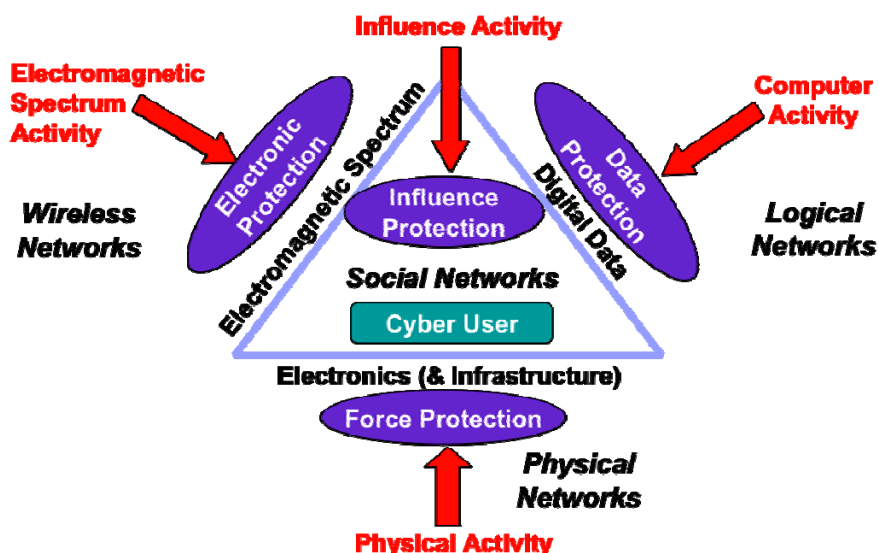 Influence Activity
Electromagnetic
Spectrum
Activity
Computer
Activity
Electronic
Protection
Electromagnetic Spectrum
Influence
Protection
Digital Data
Data
Protection
Wireless
Networks
Logical
Networks
Social Networks
Cyber User
Electronics (& Infrastructure)
Force Protection
Physical
Networks
Physical Activity